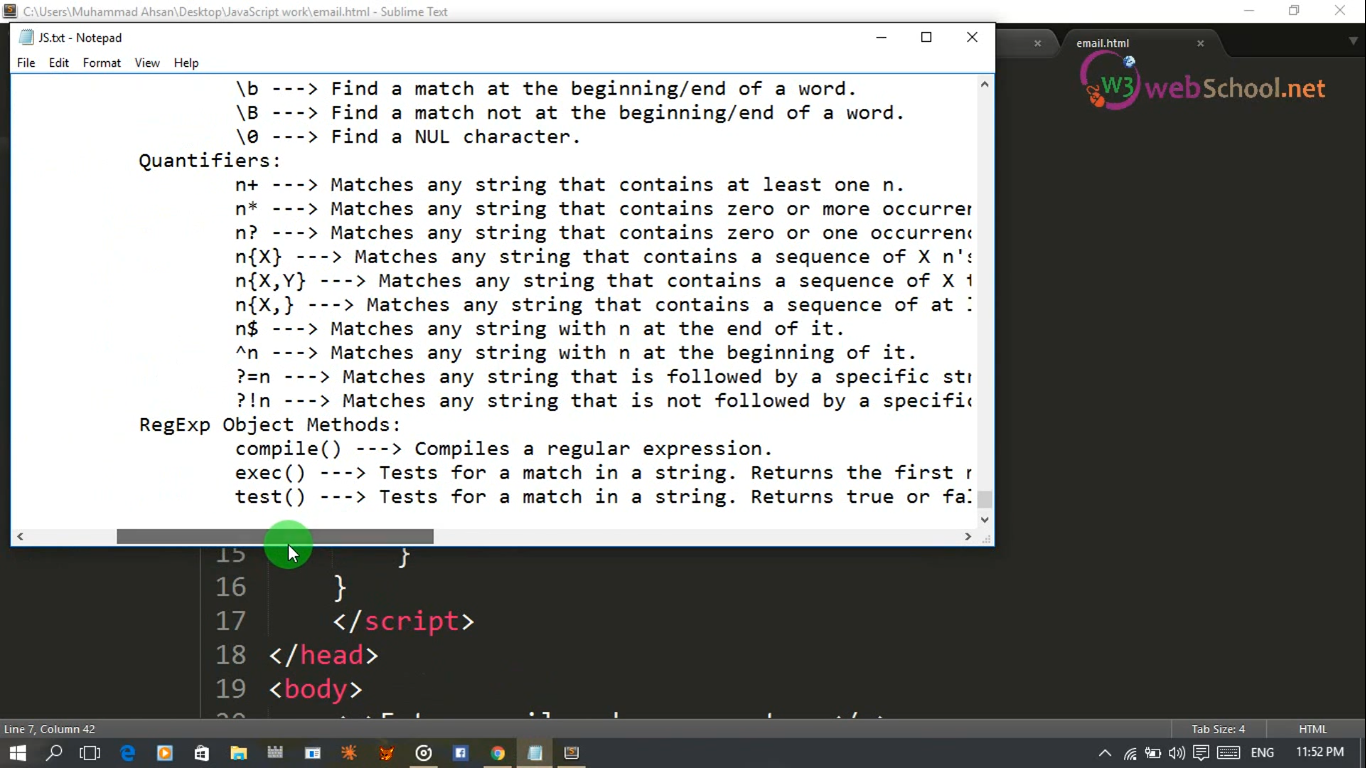 C:\Users\Muhammad Ahsan\Desktop\JavaScript work\email.html - Sublime Text
JS.txt - Notepad
email.html
File Edit Format View Help
W3webSchool.net
\b ---> Find a match at the beginning/end of a word.
\B ---> Find a match not at the beginning/end of a word.
\0 ---> Find a NUL character.
Quantifiers:
n+ ---> Matches any string that contains at least one n.
n* ---> Matches any string that contains zero or more
n? ---> Matches any string that contains zero or one
n{X} ---> Matches any string that contains a sequence of X n's
n{X,Y} ---> Matches any string that contains a sequence of X
n{X,} ---> Matches any string that contains a sequence of at
n$ ---> Matches any string with n at the end of it.
^n ---> Matches any string with n at the beginning of it.
?=n ---> Matches any string that is followed by a specific
?!n ---> Matches any string that is not followed by a
RegExp Object Methods:
compile() ---> Compiles a regular expression.
exec() ---> Tests for a match in a string. Returns the first
test() ---> Tests for a match in a string. Returns true or
15 }
16 }
17 </script>
18 </head>
19 <body>
Line 7, Column 42
Tab Size: 4
HTML
ENG
11:52 PM